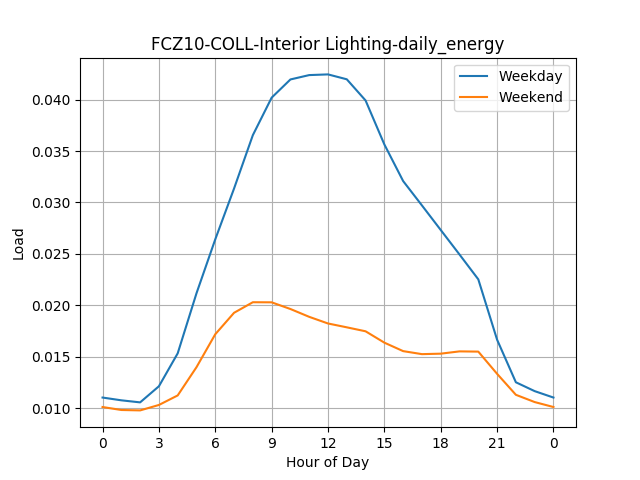 FCZ10-COLL-Interior Lighting-daily_energy
Weekday
Weekend
0.040
0.035
0.030
0.025
0.020
0.015
0.010
Load
0 3 6 9 12 15 18 21 0
Hour of Day